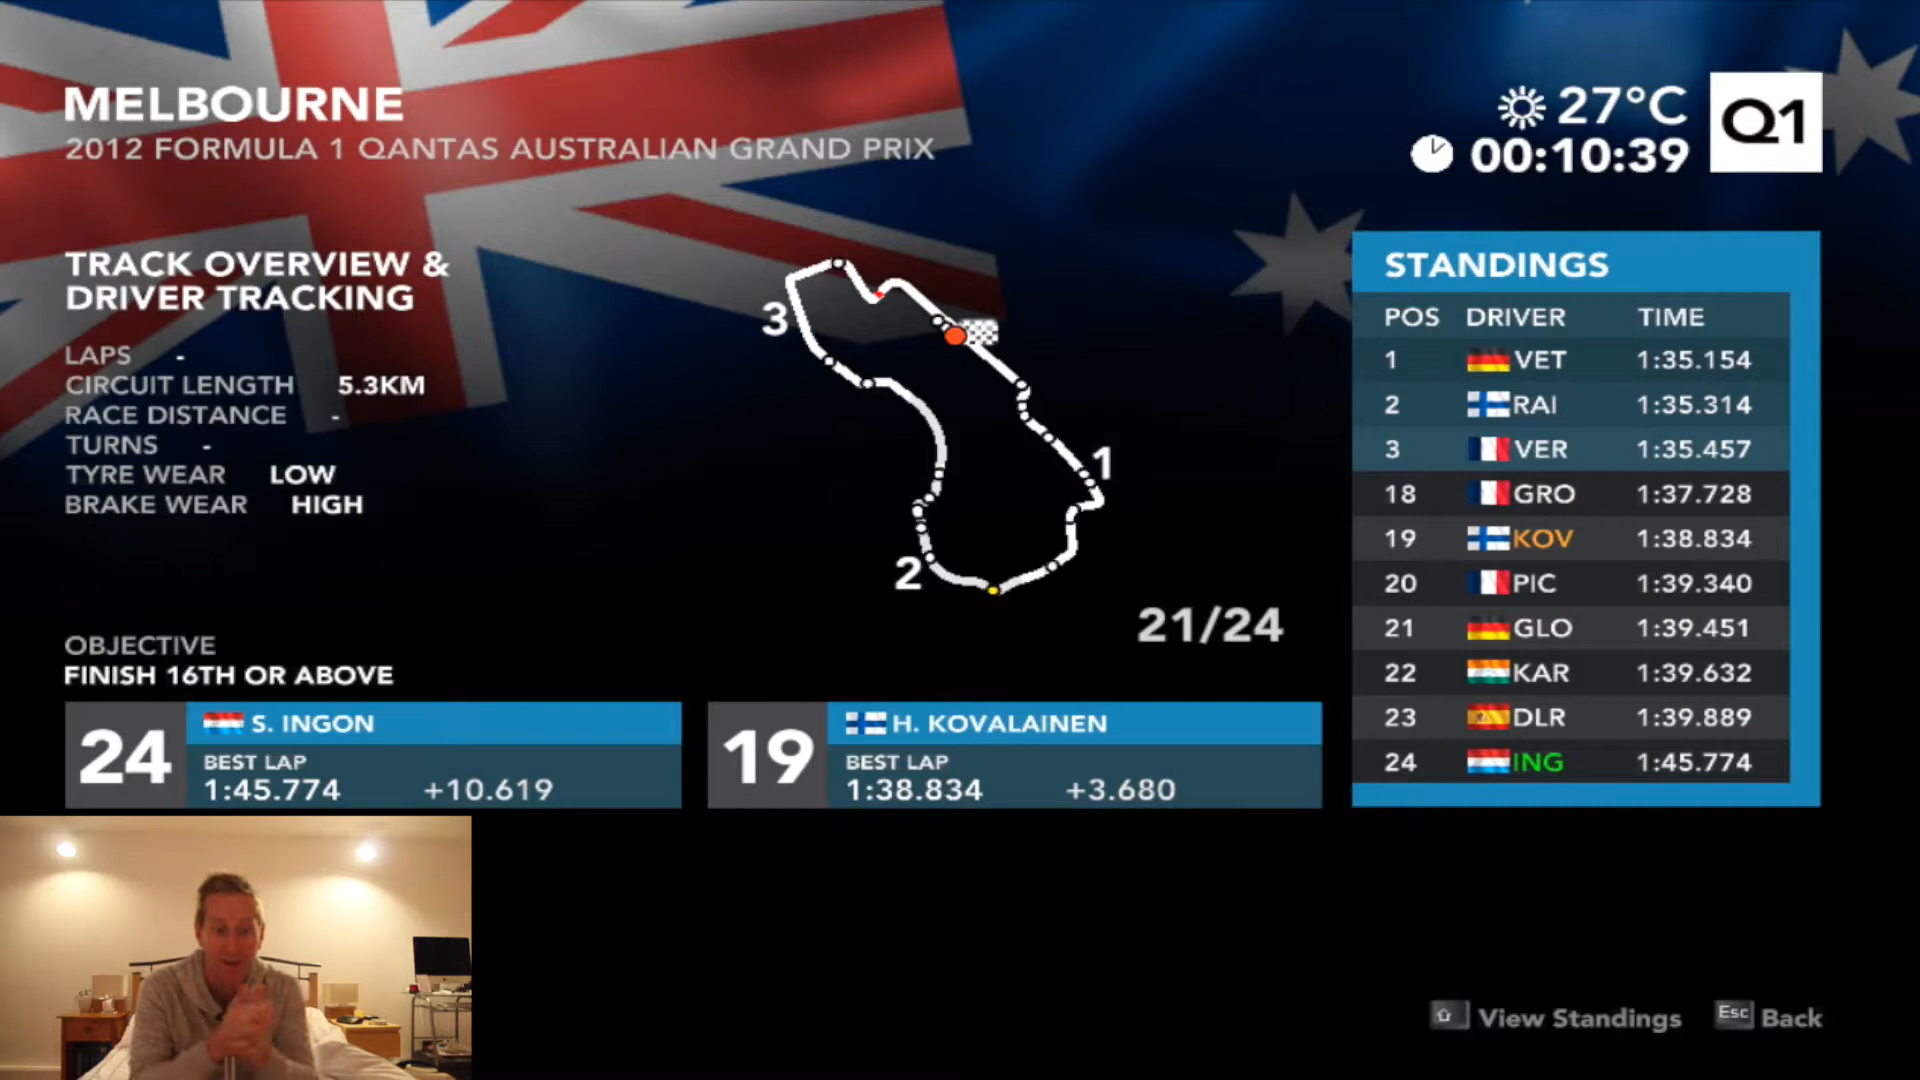 MELBOURNE
2012 FORMULA 1 QANTAS AUSTRALIAN GRAND PRIX
27°C
00:10:39
Q1
TRACK OVERVIEW &
DRIVER TRACKING
LAPS -
CIRCUIT LENGTH 5.3KM
RACE DISTANCE -
TURNS -
TYRE WEAR LOW
BRAKE WEAR HIGH
3
1
2
21/24
OBJECTIVE
FINISH 16TH OR ABOVE
24 S. INGON
BEST LAP
1:45.774 +10.619
19 H. KOVALAINEN
BEST LAP
1:38.834 +3.680
STANDINGS
POS DRIVER TIME
1 VET 1:35.154
2 RAI 1:35.314
3 VER 1:35.457
18 GRO 1:37.728
19 KOV 1:38.834
20 PIC 1:39.340
21 GLO 1:39.451
22 KAR 1:39.632
23 DLR 1:39.889
24 ING 1:45.774
View Standings
Esc Back